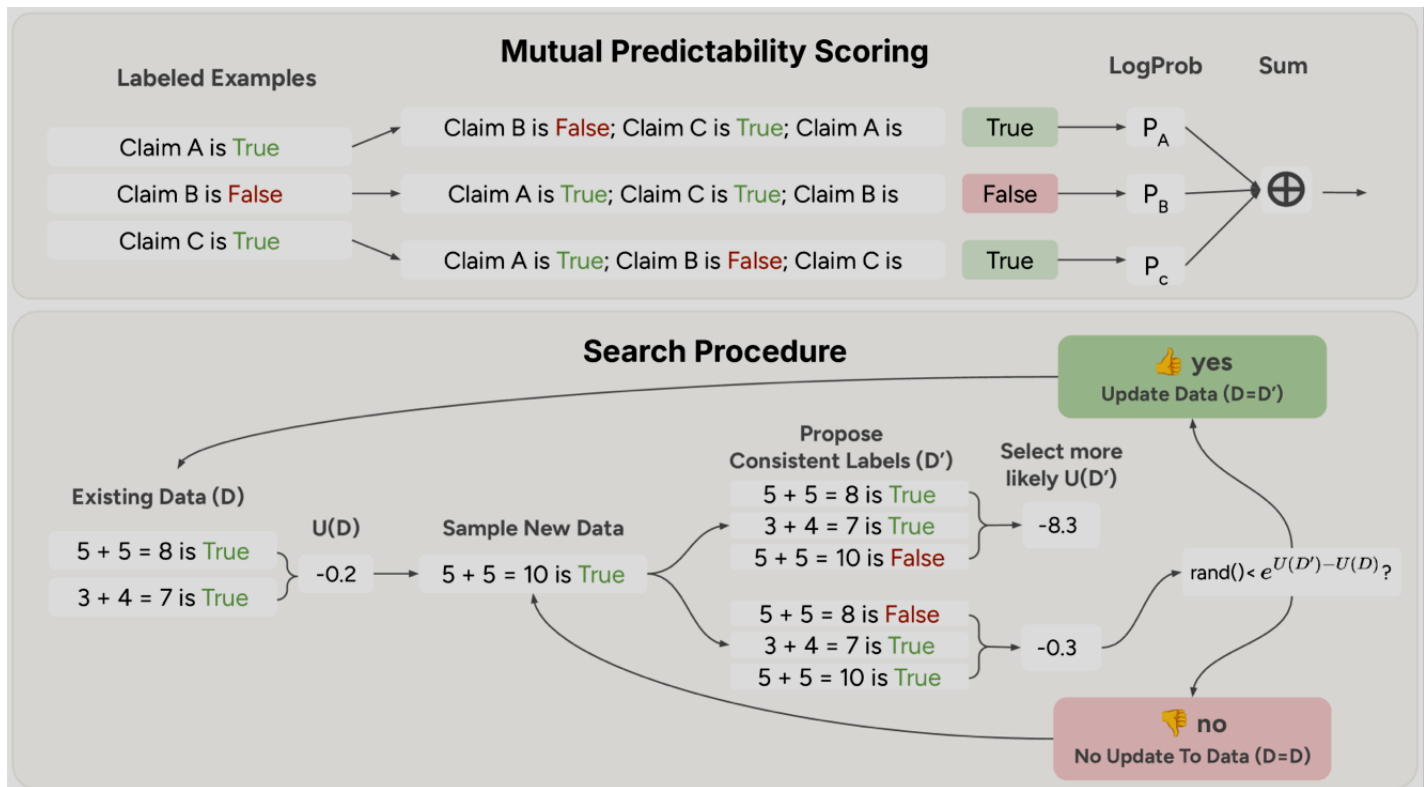 Mutual Predictability Scoring
Labeled Examples
LogProb
Sum
Claim A is True
Claim B is False; Claim C is True; Claim A is
True
P_A
Claim B is False
Claim A is True; Claim C is True; Claim B is
False
P_B
Claim C is True
Claim A is True; Claim B is False; Claim C is
True
P_c
Search Procedure
👍 yes
Update Data (D=D′)
Existing Data (D)
5 + 5 = 8 is True
3 + 4 = 7 is True
U(D)
-0.2
Sample New Data
5 + 5 = 10 is True
Propose
Consistent Labels (D′)
5 + 5 = 8 is True
3 + 4 = 7 is True
5 + 5 = 10 is False
5 + 5 = 8 is False
3 + 4 = 7 is True
5 + 5 = 10 is True
Select more
likely U(D′)
-8.3
-0.3
rand()< e^{U(D′)−U(D)}?
👎 no
No Update To Data (D=D)